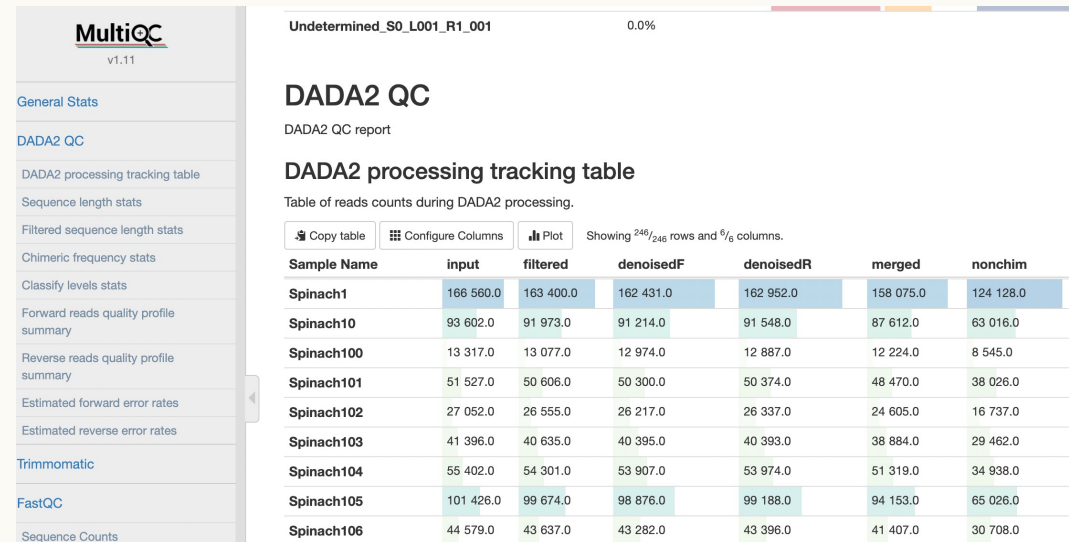 MultiQC
v1.11
General Stats
DADA2 QC
DADA2 processing tracking table
Sequence length stats
Filtered sequence length stats
Chimeric frequency stats
Classify levels stats
Forward reads quality profile
summary
Reverse reads quality profile
summary
Estimated forward error rates
Estimated reverse error rates
Trimmomatic
FastQC
Sequence Counts
Undetermined_S0_L001_R1_001 0.0%
DADA2 QC
DADA2 QC report
DADA2 processing tracking table
Table of reads counts during DADA2 processing.
Copy table Configure Columns Plot Showing 246/246 rows and 6/6 columns.
Sample Name input filtered denoisedF denoisedR merged nonchim
Spinach1 166 560.0 163 400.0 162 431.0 162 952.0 158 075.0 124 128.0
Spinach10 93 602.0 91 973.0 91 214.0 91 548.0 87 612.0 63 016.0
Spinach100 13 317.0 13 077.0 12 974.0 12 887.0 12 224.0 8 545.0
Spinach101 51 527.0 50 606.0 50 300.0 50 374.0 48 470.0 38 026.0
Spinach102 27 052.0 26 555.0 26 217.0 26 337.0 24 605.0 16 737.0
Spinach103 41 396.0 40 635.0 40 395.0 40 393.0 38 884.0 29 462.0
Spinach104 55 402.0 54 301.0 53 907.0 53 974.0 51 319.0 34 938.0
Spinach105 101 426.0 99 674.0 98 876.0 99 188.0 94 153.0 65 026.0
Spinach106 44 579.0 43 637.0 43 282.0 43 396.0 41 407.0 30 708.0